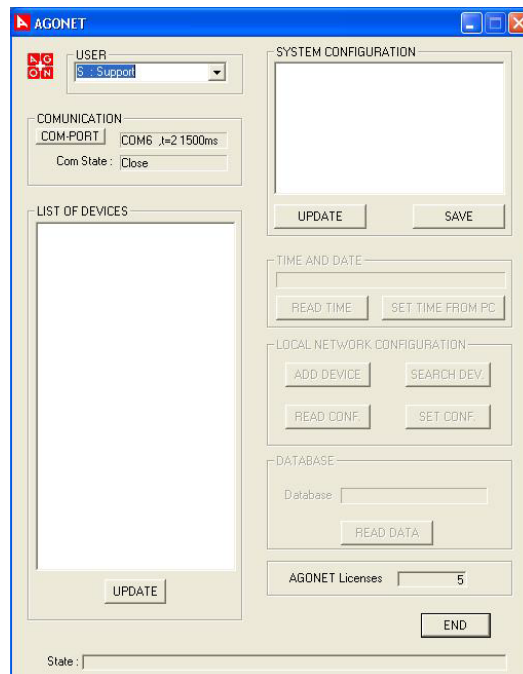 AGONET
AG
ON
USER
S : Support
COMUNICATION
COM-PORT
COM6 ,t=2 1500ms
Com State :
Close
LIST OF DEVICES
UPDATE
SYSTEM CONFIGURATION
UPDATE
SAVE
TIME AND DATE
READ TIME
SET TIME FROM PC
LOCAL NETWORK CONFIGURATION
ADD DEVICE
SEARCH DEV.
READ CONF.
SET CONF.
DATABASE
Database
READ DATA
AGONET Licenses
5
END
State :